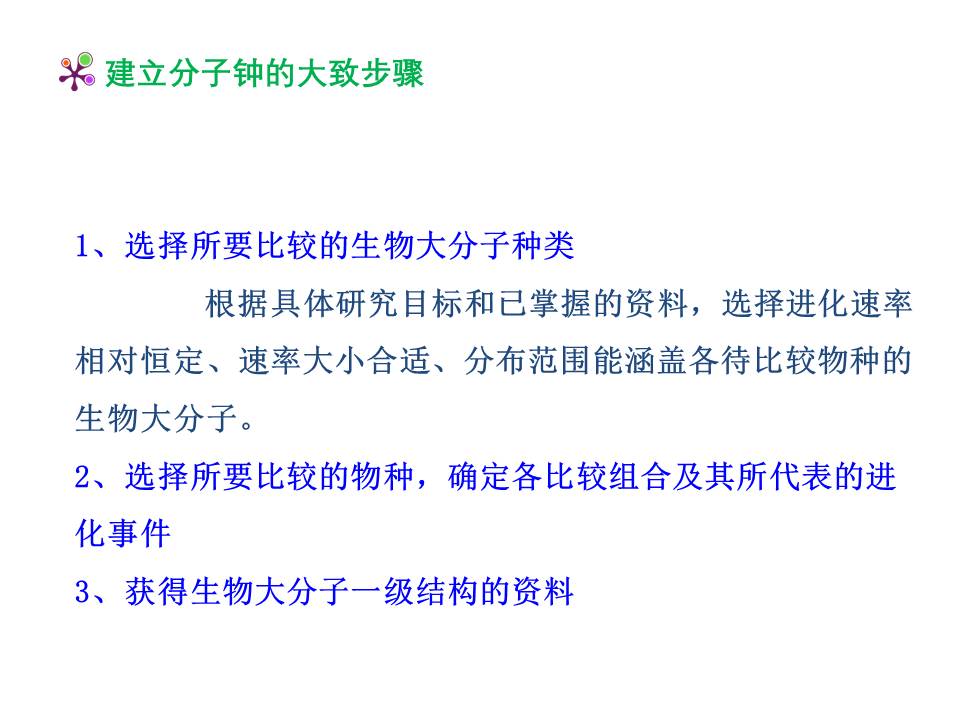 建立分子钟的大致步骤
1、选择所要比较的生物大分子种类
根据具体研究目标和已掌握的资料，选择进化速率
相对恒定、速率大小合适、分布范围能涵盖各待比较物种的
生物大分子。
2、选择所要比较的物种，确定各比较组合及其所代表的进
化事件
3、获得生物大分子一级结构的资料